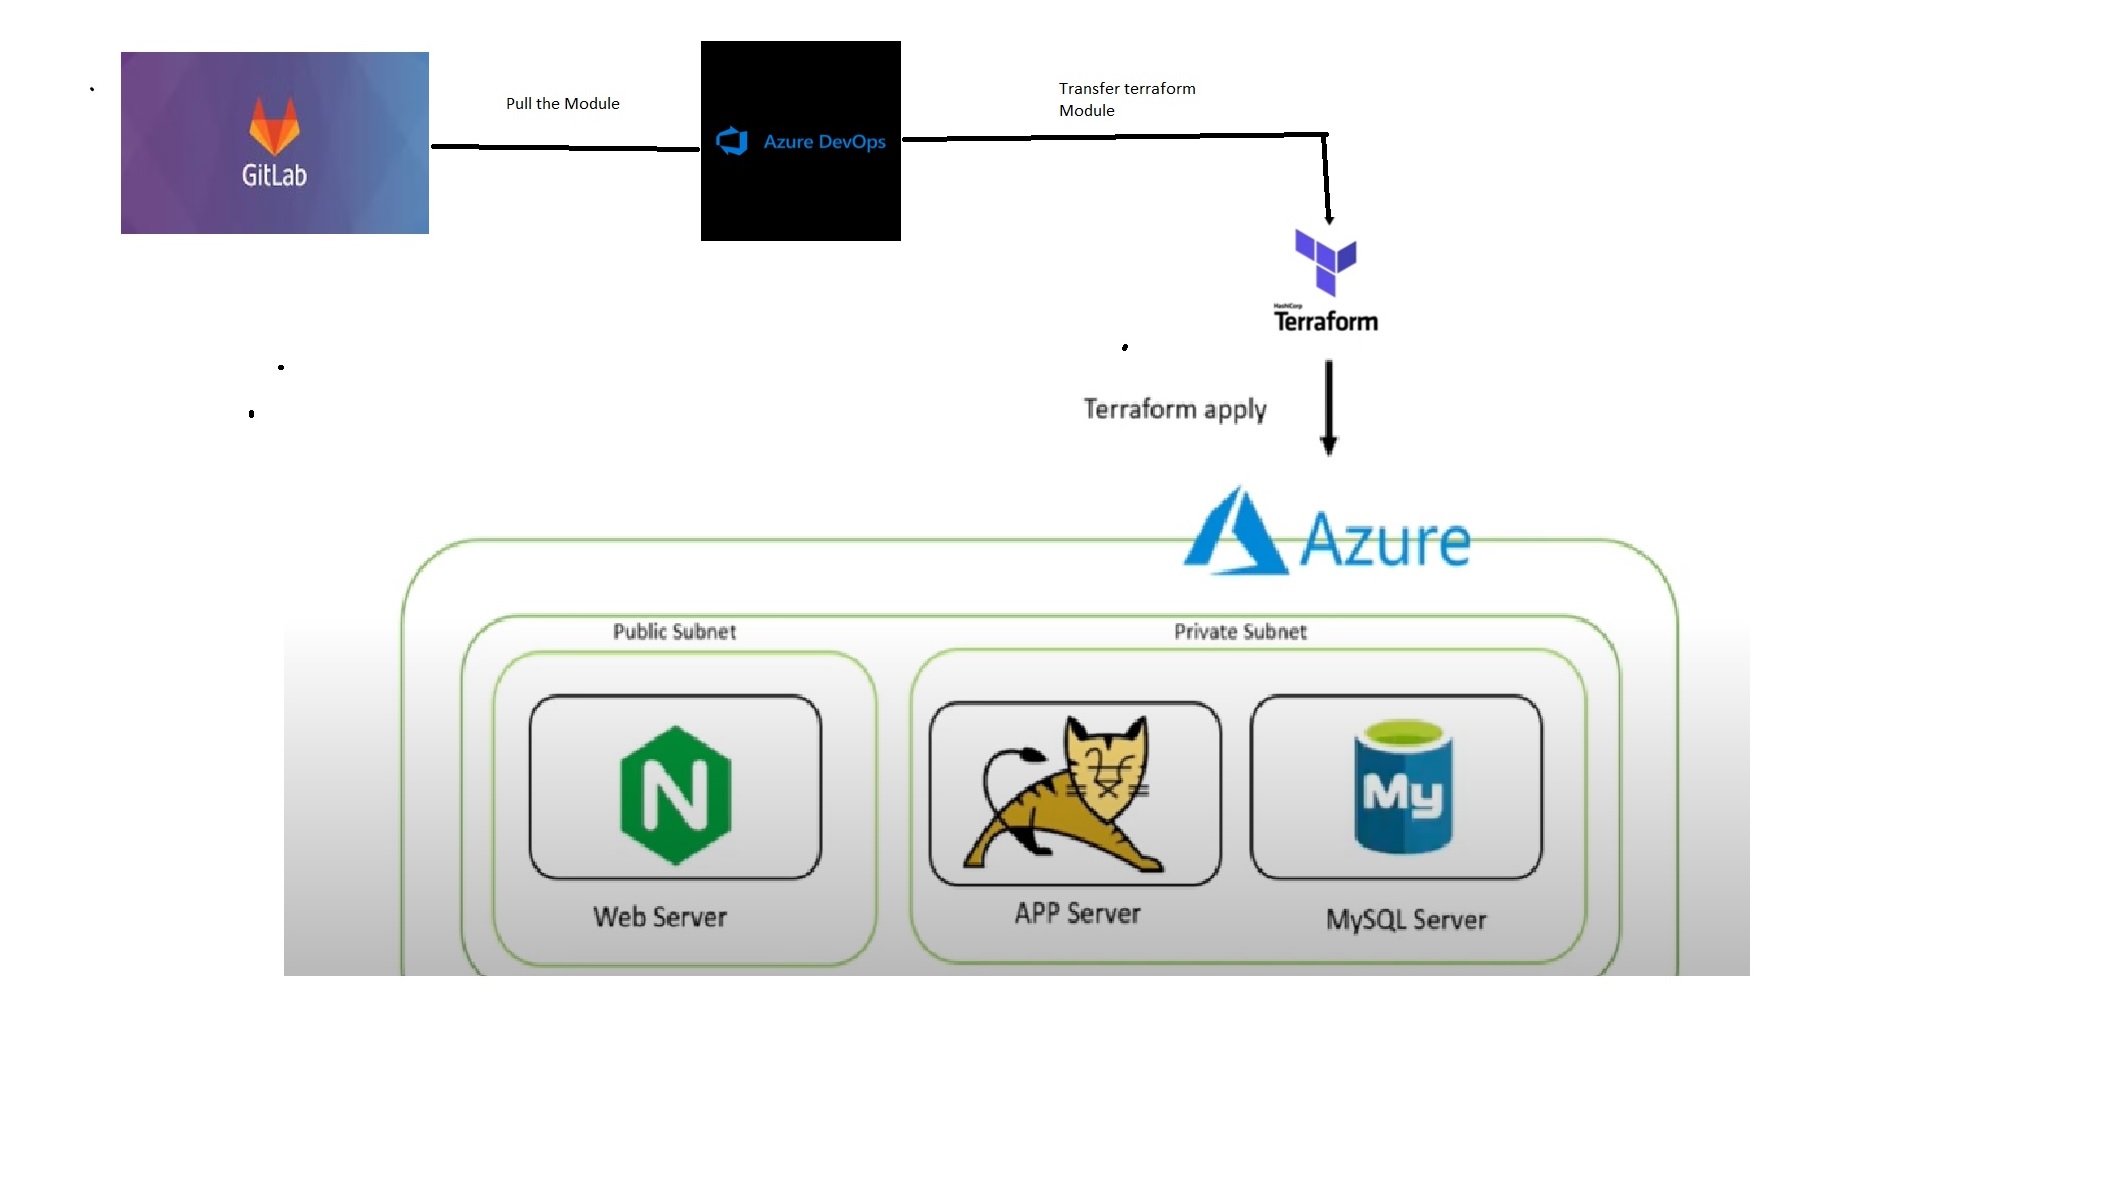 GitLab
Pull the Module
Azure DevOps
Transfer terraform
Module
HashiCorp
Terraform
Terraform apply
Azure
Public Subnet
Private Subnet
N
My
Web Server
APP Server
MySQL Server